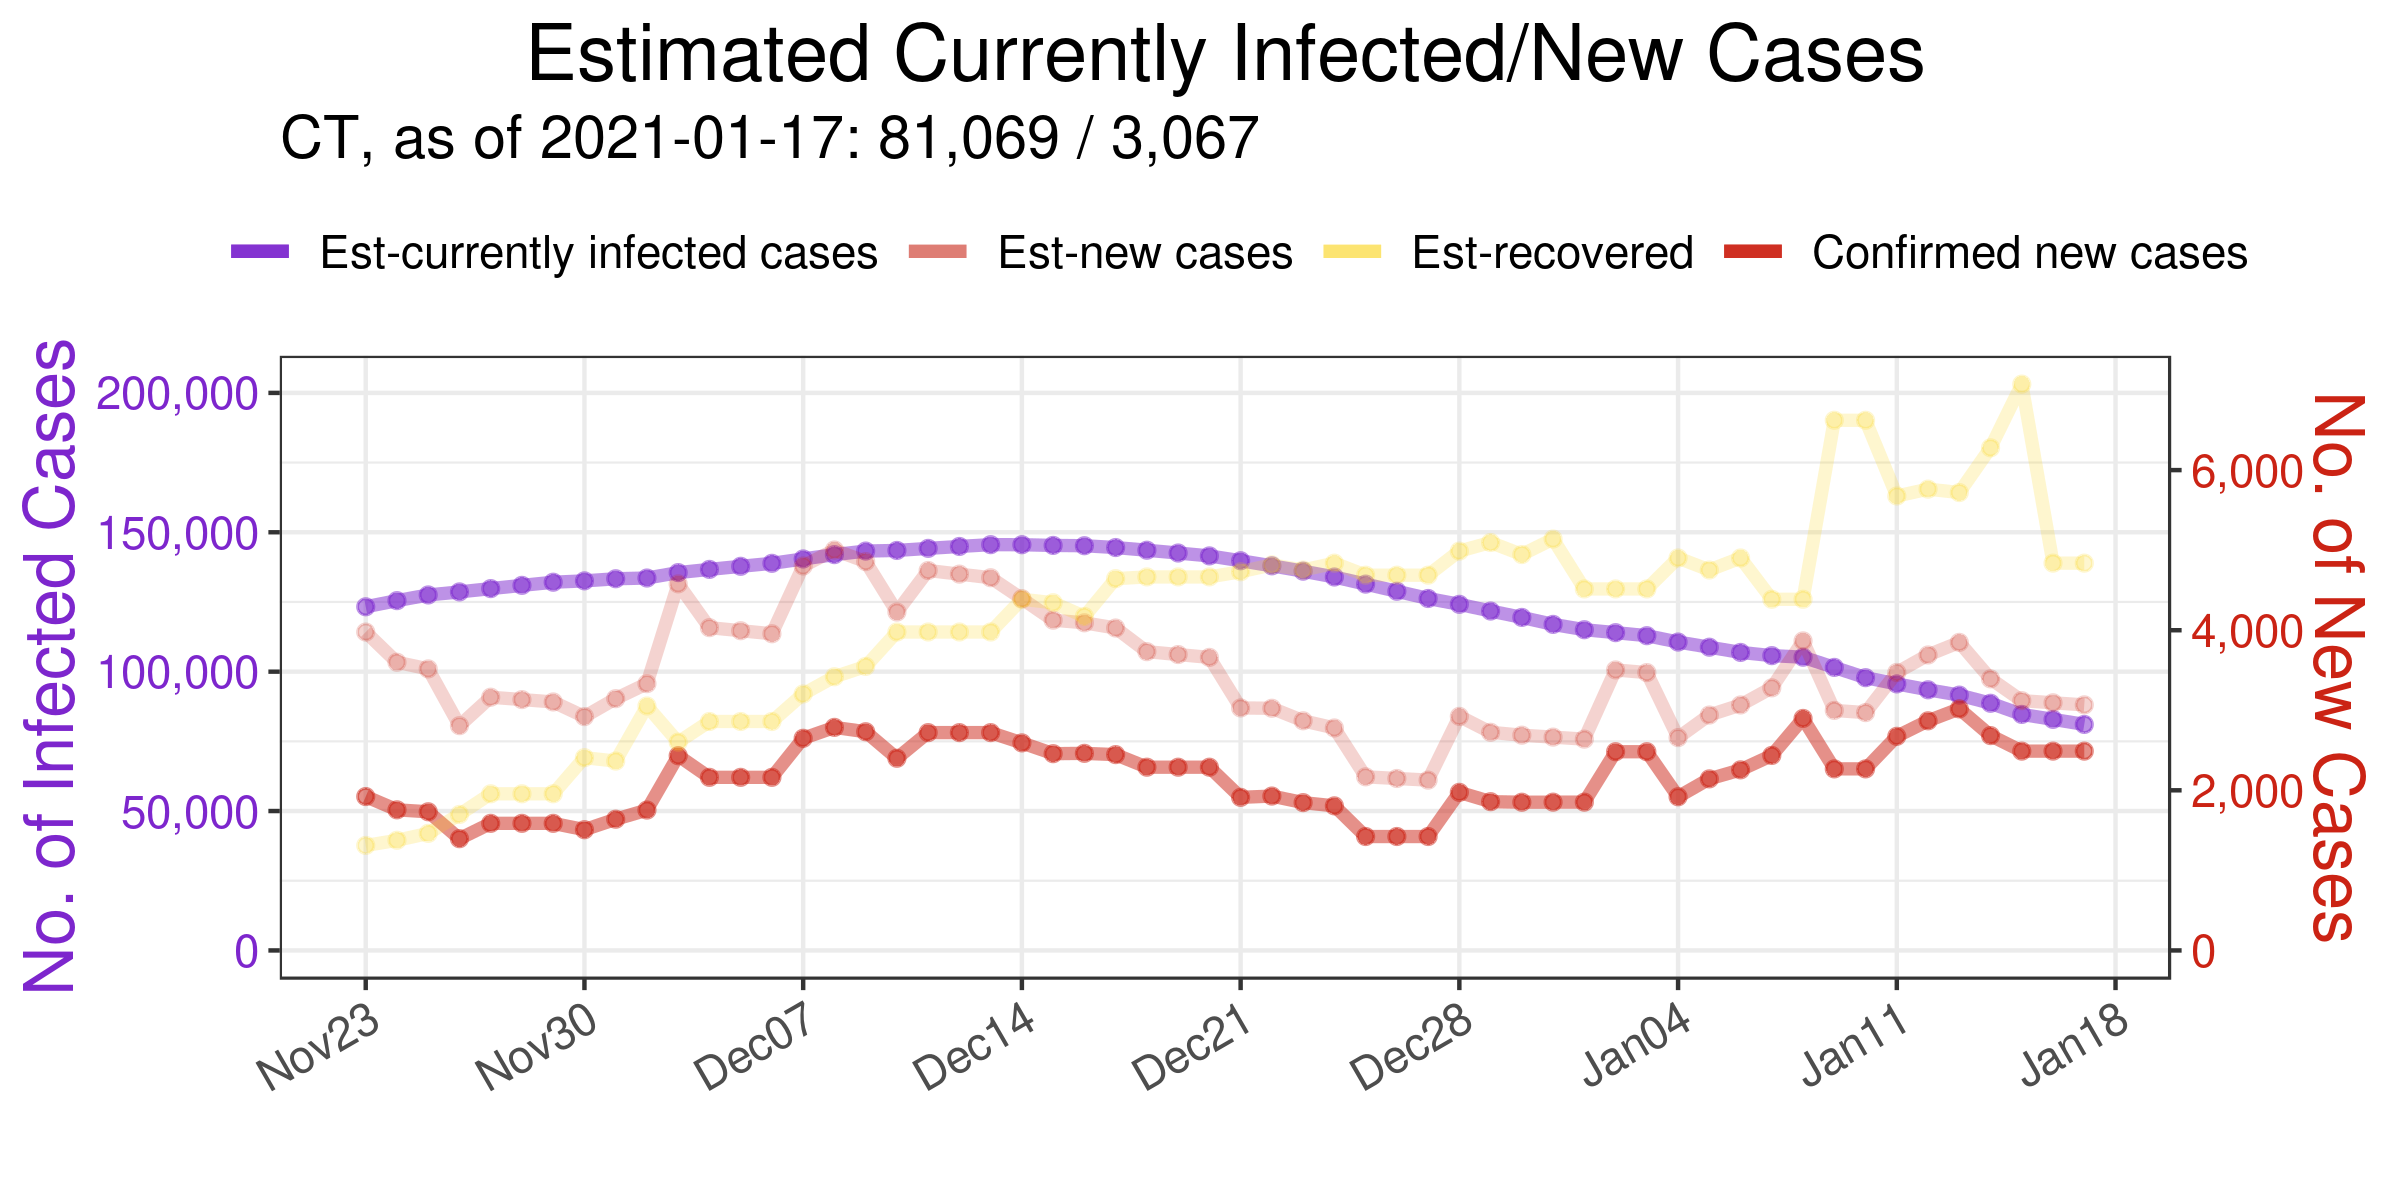 Estimated Currently Infected/New Cases
CT, as of 2021-01-17: 81,069 / 3,067
Est-currently infected cases
Est-new cases
Est-recovered
Confirmed new cases
No. of Infected Cases
200,000
150,000
100,000
50,000
0
6,000
4,000
2,000
0
No. of New Cases
Nov23
Nov30
Dec07
Dec14
Dec21
Dec28
Jan04
Jan11
Jan18